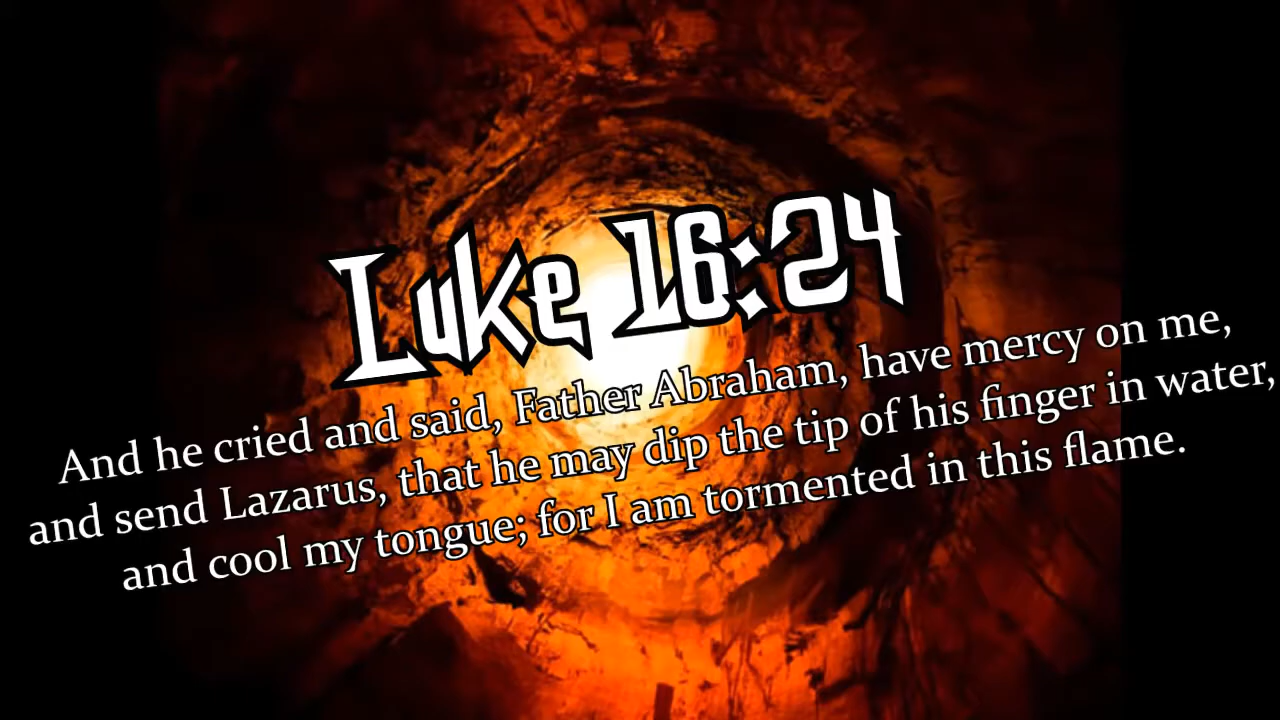 Luke 16:24
And he cried and said, Father Abraham, have mercy on me,
and send Lazarus, that he may dip the tip of his finger in water,
and cool my tongue; for I am tormented in this flame.